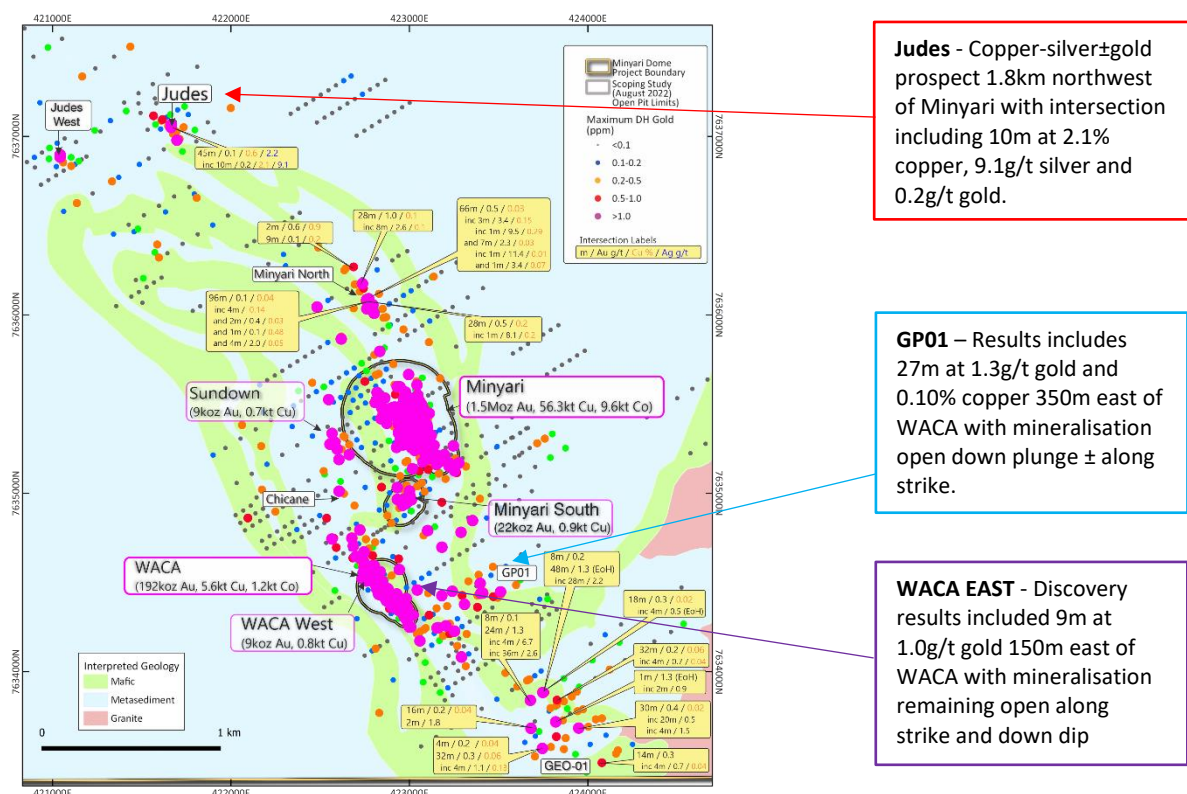 421000E
422000E
423000E
424000E
7637000N
7636000N
7635000N
7634000N
7637000N
7636000N
7635000N
7634000N
Minyari Dome
Project Boundary
Scoping Study
(August 2022)
Open Pit Limits)
Maximum DH Gold
(ppm)
<0.1
0.1-0.2
0.2-0.5
0.5-1.0
>1.0
Intersection Labels
m / Au g/t / Cu % / Ag g/t
Judes
West
Judes
45m / 0.1 / 0.6 / 2.2
inc 10m / 0.2 / 2.1 / 9.1
28m / 1.0 / 0.1
inc 8m / 2.6 / 0.1
2m / 0.6 / 0.9
9m / 0.1 / 0.2
66m / 0.5 / 0.03
inc 3m / 3.4 / 0.15
inc 1m / 9.5 / 0.29
and 7m / 2.3 / 0.03
inc 1m / 11.4 / 0.01
and 1m / 3.4 / 0.07
Minyari North
96m / 0.1 / 0.04
inc 4m / 0.14
and 2m / 0.4 / 0.03
and 1m / 0.1 / 0.46
and 4m / 2.0 / 0.05
28m / 0.5 / 0.2
inc 1m / 8.1 / 0.2
Sundown
(9koz Au, 0.7kt Cu)
Minyari
(1.5Moz Au, 56.3kt Cu, 9.6kt Co)
Chicane
Minyari South
(22koz Au, 0.9kt Cu)
WACA
(192koz Au, 5.6kt Cu, 1.2kt Co)
WACA West
(9koz Au, 0.8kt Cu)
GP01
8m / 0.2
48m / 1.3 (EoH)
inc 28m / 2.2
18m / 0.3 / 0.02
inc 4m / 0.5 (EoH)
8m / 0.1
24m / 1.3
inc 4m / 6.7
inc 36m / 2.6
32m / 0.2 / 0.06
inc 4m / 0.7 / 0.04
1m / 1.3 (EoH)
inc 2m / 0.9
16m / 0.2 / 0.04
2m / 1.8
30m / 0.4 / 0.02
inc 20m / 0.5
inc 4m / 1.5
4m / 0.2 / 0.04
32m / 0.3 / 0.06
inc 4m / 1.1 / 0.13
GEO-01
14m / 0.3
inc 4m / 0.7 / 0.04
Interpreted Geology
Mafic
Metasediment
Granite
0
1 km
421000E
422000E
423000E
424000E
Judes - Copper-silver±gold
prospect 1.8km northwest
of Minyari with intersection
including 10m at 2.1%
copper, 9.1g/t silver and
0.2g/t gold.
GP01 – Results includes
27m at 1.3g/t gold and
0.10% copper 350m east of
WACA with mineralisation
open down plunge ± along
strike.
WACA EAST - Discovery
results included 9m at
1.0g/t gold 150m east of
WACA with mineralisation
remaining open along
strike and down dip